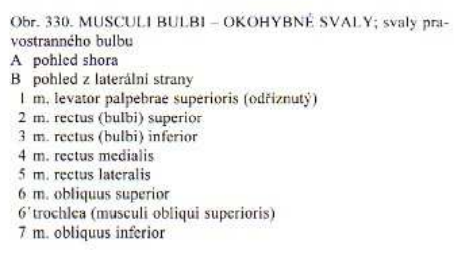 Obr. 330. MUSCULI BULBI – OKOHYBNÉ SVALY; svaly pra-
vostranného bulbu
A pohled shora
B pohled z laterální strany
1 m. levator palpebrae superioris (odříznutý)
2 m. rectus (bulbi) superior
3 m. rectus (bulbi) inferior
4 m. rectus medialis
5 m. rectus lateralis
6 m. obliquus superior
6' trochlea (musculi obliqui superioris)
7 m. obliquus inferior